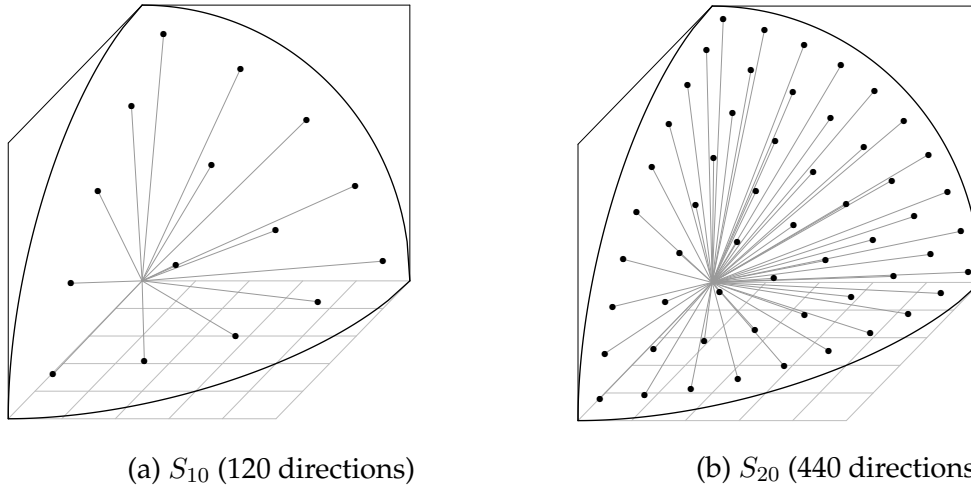 (a) S₁₀ (120 directions)
(b) S₂₀ (440 directions